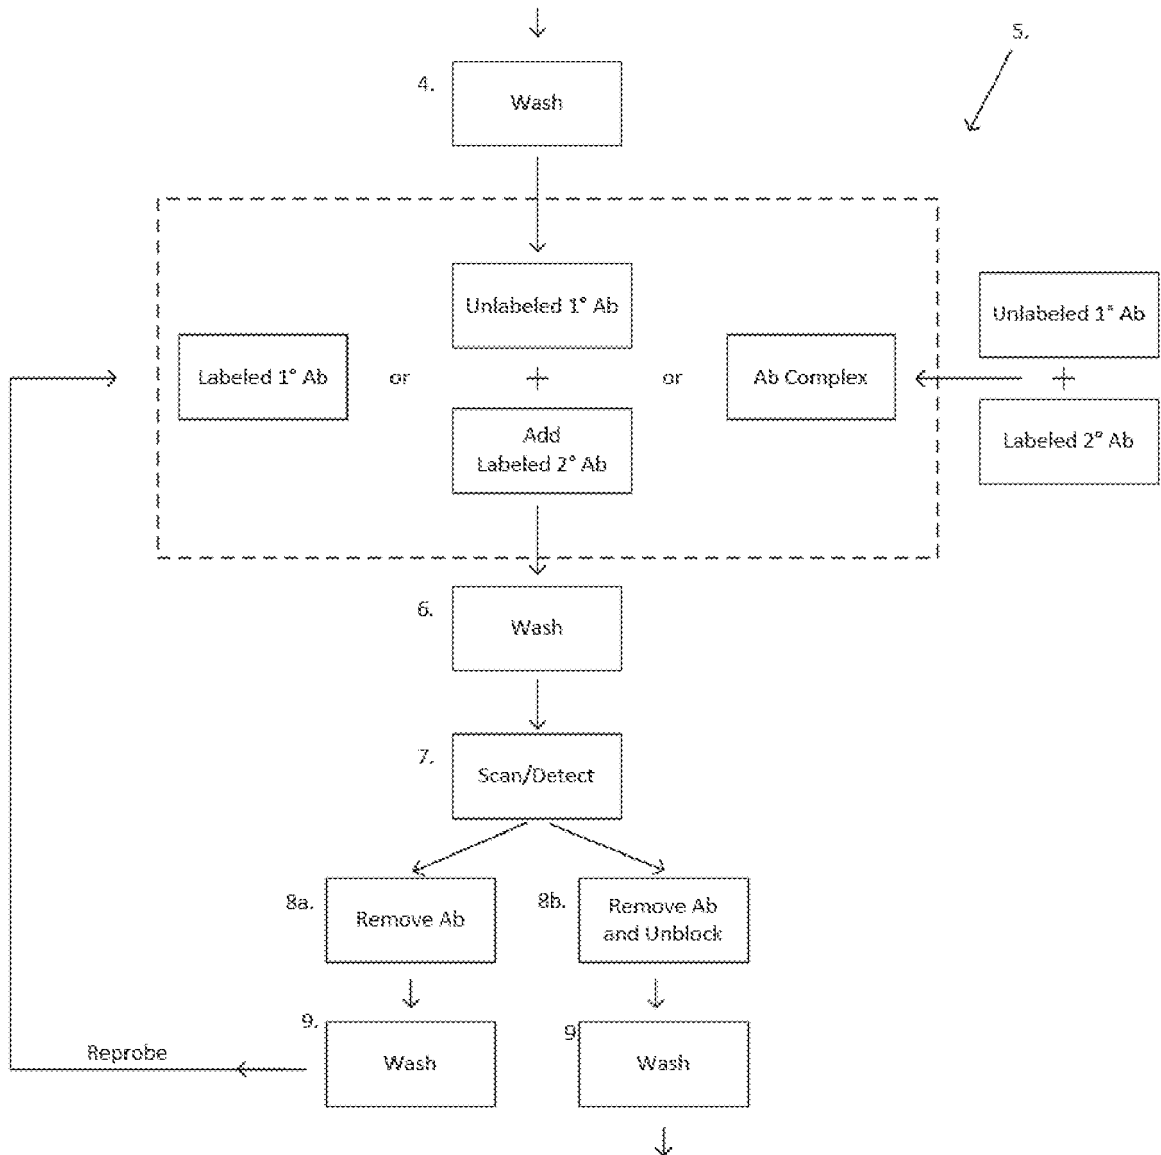 5.
4.
Wash
Unlabeled 1° Ab
Unlabeled 1° Ab
Labeled 1° Ab
or
+
or
Ab Complex
+
Add
Labeled 2° Ab
Labeled 2° Ab
6.
Wash
7.
Scan/Detect
8a.
Remove Ab
8b.
Remove Ab
and Unblock
9.
Wash
9
Wash
Reprobe